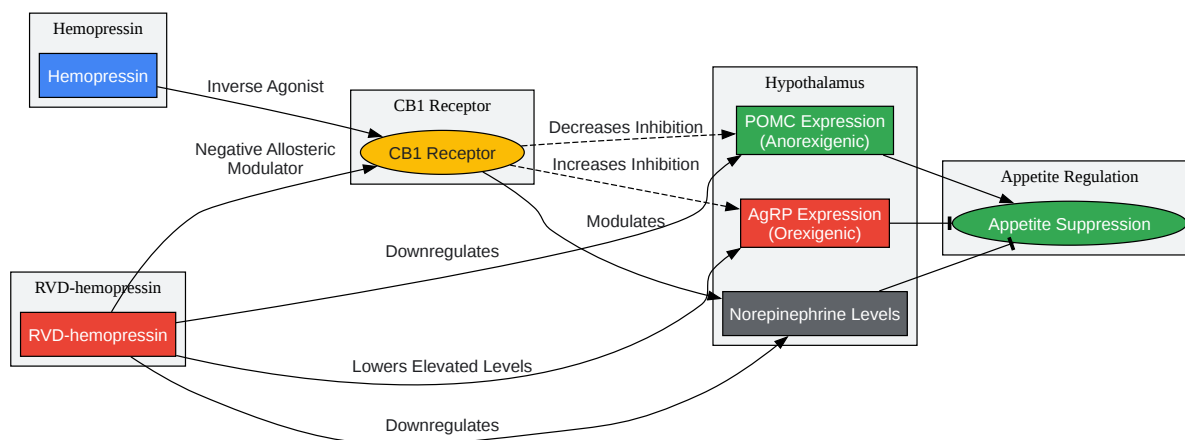 Hemopressin
Hemopressin
Inverse Agonist
CB1 Receptor
CB1 Receptor
Negative Allosteric
Modulator
Decreases Inhibition
Increases Inhibition
Modulates
Downregulates
RVD-hemopressin
RVD-hemopressin
Lowers Elevated Levels
Downregulates
Hypothalamus
POMC Expression
(Anorexigenic)
AgRP Expression
(Orexigenic)
Norepinephrine Levels
Appetite Regulation
Appetite Suppression